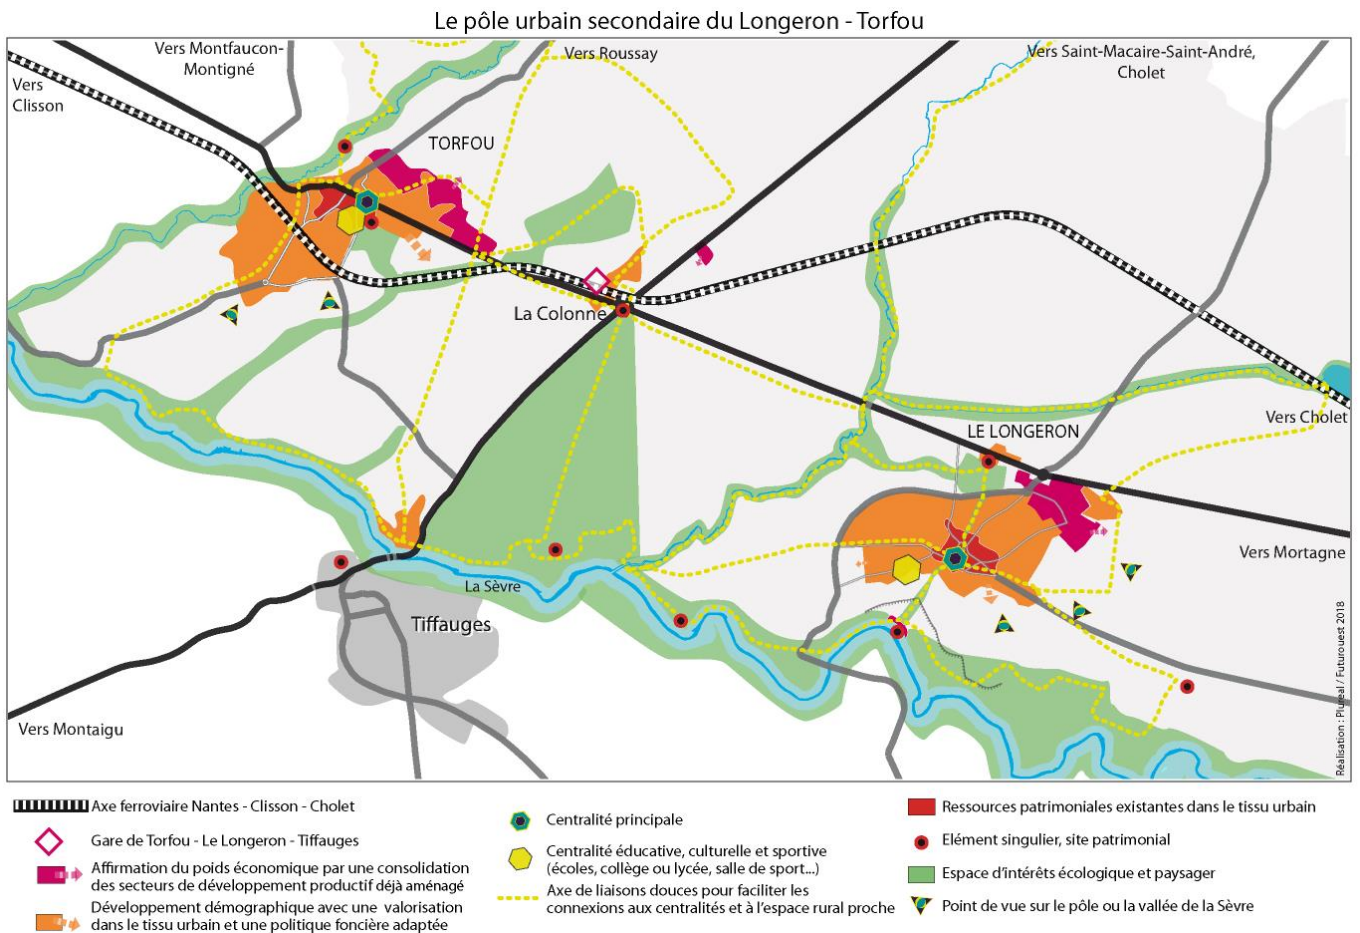 Le pôle urbain secondaire du Longeron - Torfou
Vers Montfaucon-
Montigné
Vers Roussay
Vers Saint-Macaire-Saint-André,
Cholet
Vers
Clisson
TORFOU
La Colonne
Vers Cholet
LE LONGERON
Vers Mortagne
La Sèvre
Tiffauges
Vers Montaigu
Réalisation : Plureal / Futurouest 2018
Axe ferroviaire Nantes - Clisson - Cholet
Gare de Torfou - Le Longeron - Tiffauges
Affirmation du poids économique par une consolidation
des secteurs de développement productif déjà aménagé
Développement démographique avec une valorisation
dans le tissu urbain et une politique foncière adaptée
Centralité principale
Centralité éducative, culturelle et sportive
(écoles, collège ou lycée, salle de sport...)
Axe de liaisons douces pour faciliter les
connexions aux centralités et à l'espace rural proche
Ressources patrimoniales existantes dans le tissu urbain
Elément singulier, site patrimonial
Espace d'intérêts écologique et paysager
Point de vue sur le pôle ou la vallée de la Sèvre